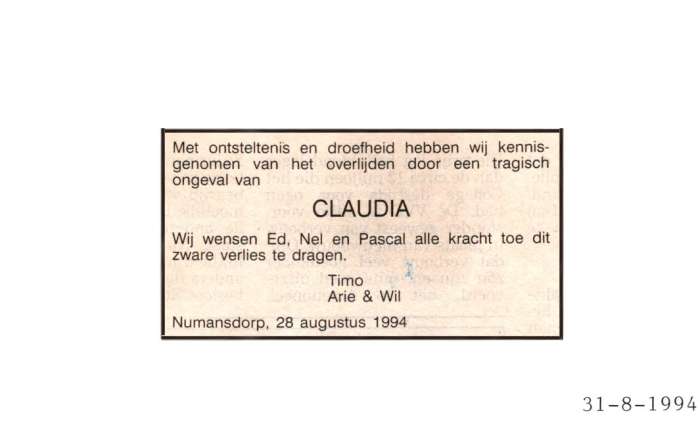 Met ontsteltenis en droefheid hebben wij kennis-
genomen van het overlijden door een tragisch
ongeval van
CLAUDIA
Wij wensen Ed, Nel en Pascal alle kracht toe dit
zware verlies te dragen.
Timo
Arie & Wil
Numansdorp, 28 augustus 1994
31-8-1994